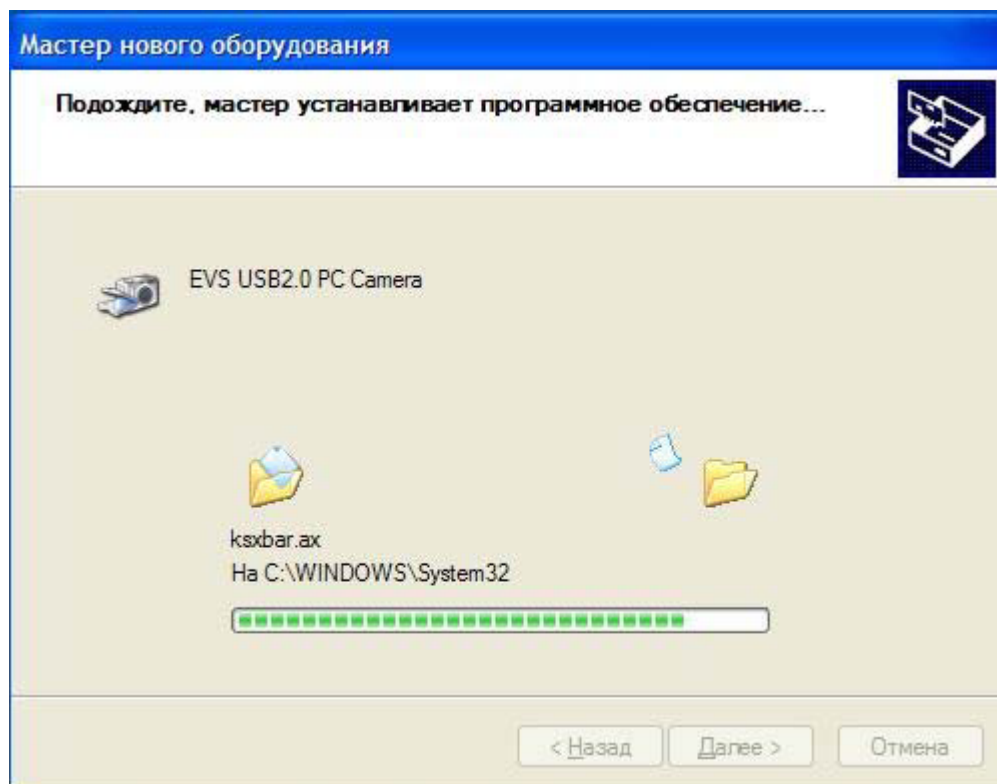 Мастер нового оборудования
Подождите, мастер устанавливает программное обеспечение...
EVS USB2.0 PC Camera
ksxbar.ax
На C:\WINDOWS\System32
< Назад Далее > Отмена